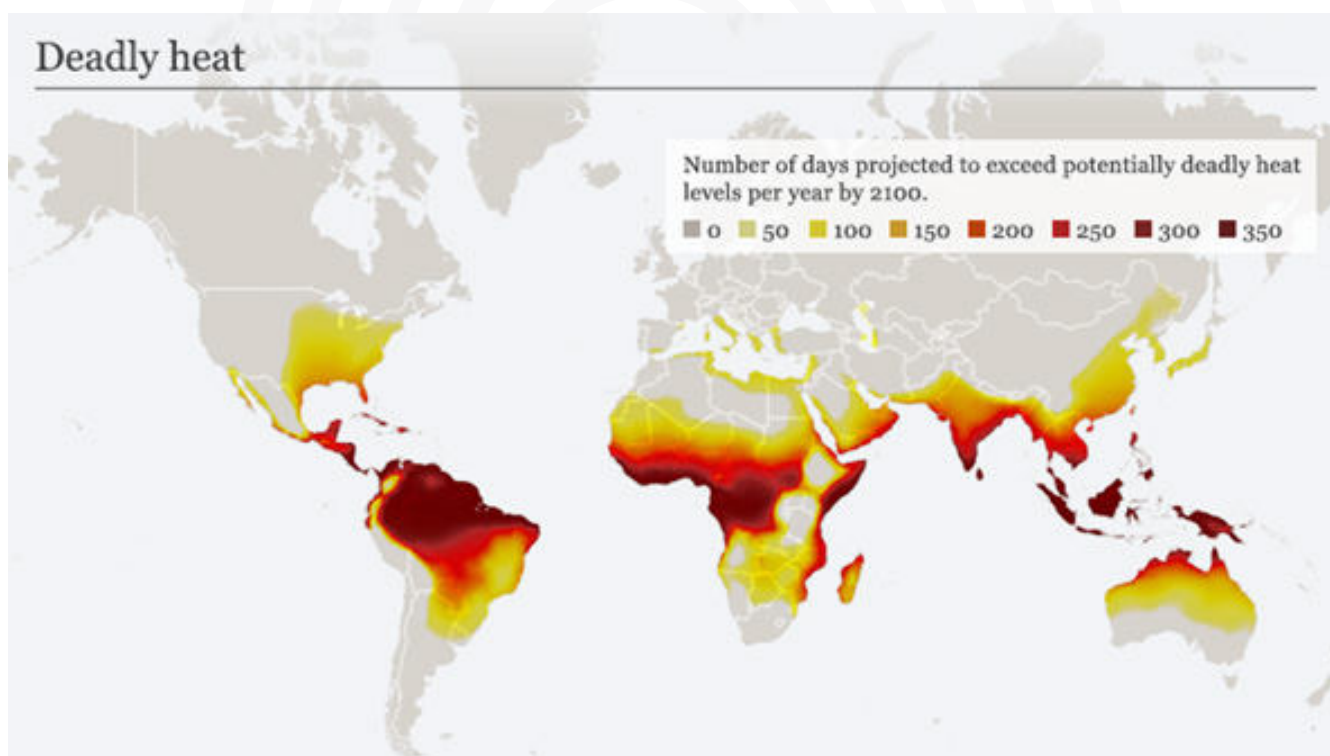 Deadly heat
Number of days projected to exceed potentially deadly heat
levels per year by 2100.
0 50 100 150 200 250 300 350